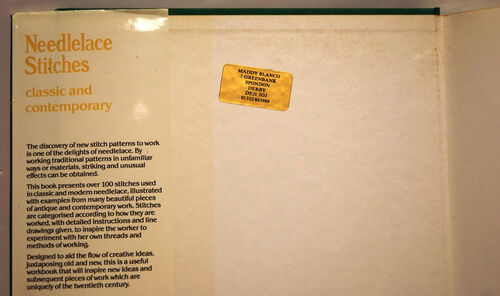 Needlelace
Stitches
classic and
contemporary
The discovery of new stitch patterns to work
is one of the delights of needlelace. By
working traditional patterns in unfamiliar
ways or materials, striking and unusual
effects can be obtained.
This book presents over 100 stitches used
in classic and modern needlelace, illustrated
with examples from many beautiful pieces
of antique and contemporary work. Stitches
are categorised according to how they are
worked, with detailed instructions and line
drawings given, to inspire the worker to
experiment with her own threads and
methods of working.
Designed to aid the flow of creative ideas,
juxtaposing old and new, this is a useful
workbook that will inspire new ideas and
subsequent pieces of work which are
uniquely of the twentieth century.
MADDY BLANCO
7 GREENBANK
SPONDON
DERBY